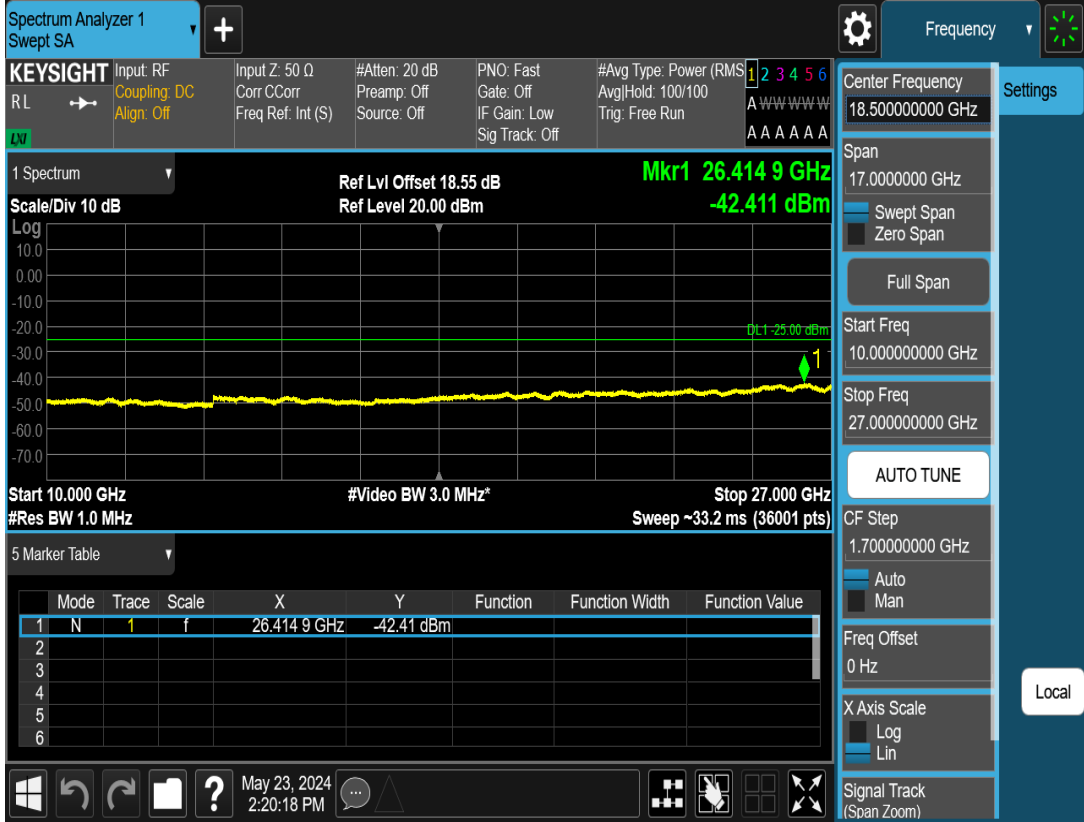 Spectrum Analyzer 1
Swept SA
+
Frequency
KEYSIGHT
RL
LXI
Input: RF
Coupling: DC
Align: Off
Input Z: 50 Ω
Corr CCorr
Freq Ref: Int (S)
#Atten: 20 dB
Preamp: Off
Source: Off
PNO: Fast
Gate: Off
IF Gain: Low
Sig Track: Off
#Avg Type: Power (RMS
Avg|Hold: 100/100
Trig: Free Run
1 2 3 4 5 6
A W W W W W
A A A A A A
1 Spectrum
Scale/Div 10 dB
Ref Lvl Offset 18.55 dB
Ref Level 20.00 dBm
Mkr1 26.414 9 GHz
-42.411 dBm
Log
10.0
0.00
-10.0
-20.0
-30.0
-40.0
-50.0
-60.0
-70.0
DL1 -25.00 dBm
1
Start 10.000 GHz
#Res BW 1.0 MHz
#Video BW 3.0 MHz*
Stop 27.000 GHz
Sweep ~33.2 ms (36001 pts)
5 Marker Table
Mode Trace Scale X Y Function Function Width Function Value
1 N 1 f 26.414 9 GHz -42.41 dBm
2
3
4
5
6
May 23, 2024
2:20:18 PM
?
Center Frequency
18.500000000 GHz
Span
17.0000000 GHz
Swept Span
Zero Span
Full Span
Start Freq
10.000000000 GHz
Stop Freq
27.000000000 GHz
AUTO TUNE
CF Step
1.700000000 GHz
Auto
Man
Freq Offset
0 Hz
X Axis Scale
Log
Lin
Signal Track
(Span Zoom)
Settings
Local